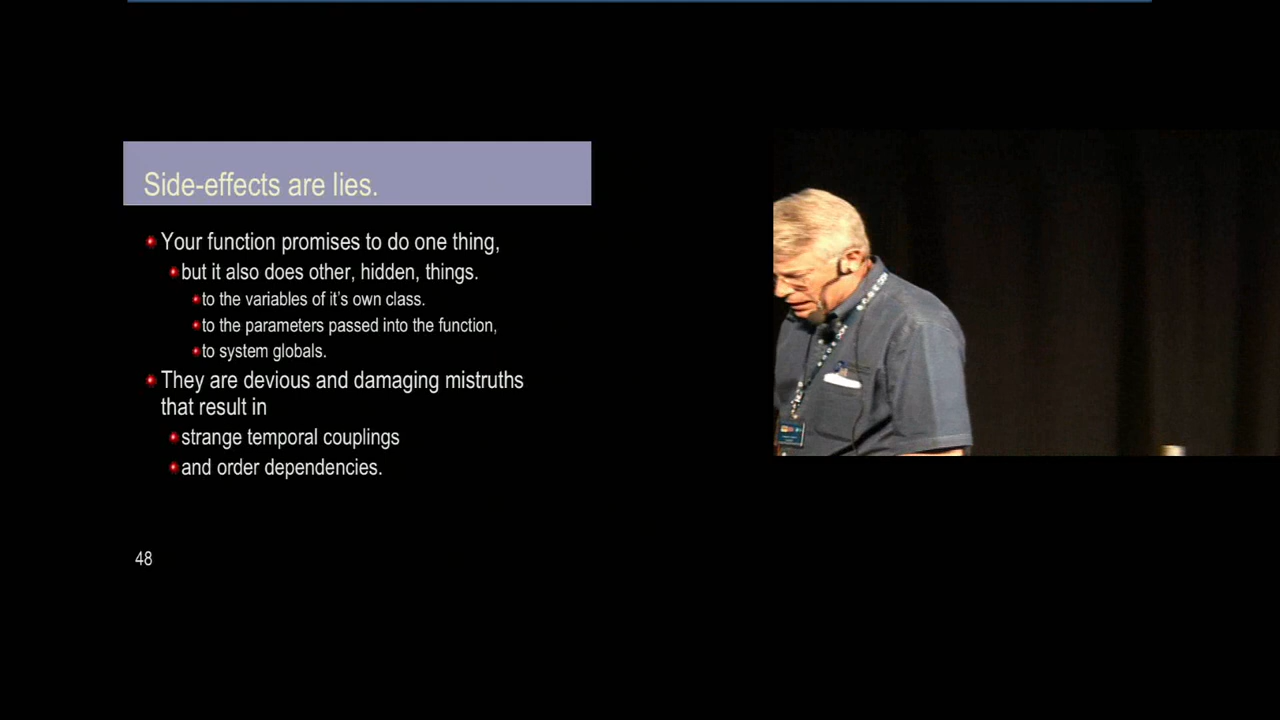 Side-effects are lies.
Your function promises to do one thing,
but it also does other, hidden, things.
to the variables of it's own class.
to the parameters passed into the function,
to system globals.
They are devious and damaging mistruths
that result in
strange temporal couplings
and order dependencies.
48